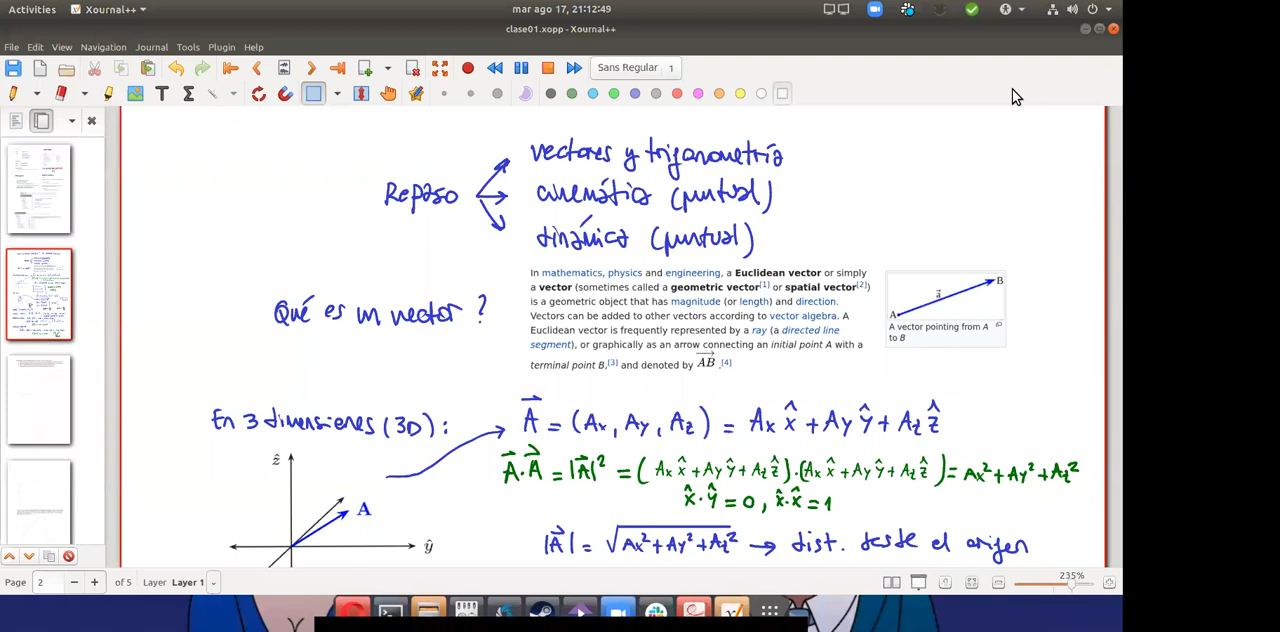 Activities Xournal++ mar ago 17, 21:12:49
clase01.xopp - Xournal++
File Edit View Navigation Journal Tools Plugin Help
Sans Regular 1
Repaso
vectores y trigonometría
cinemática (puntual)
dinámica (puntual)
Qué es un vector?
In mathematics, physics and engineering, a Euclidean vector or simply
a vector (sometimes called a geometric vector[1] or spatial vector[2])
is a geometric object that has magnitude (or length) and direction.
Vectors can be added to other vectors according to vector algebra. A
Euclidean vector is frequently represented by a ray (a directed line
segment), or graphically as an arrow connecting an initial point A with a
terminal point B,[3] and denoted by \overrightarrow{AB}.[4]
B
a⃗
A
A vector pointing from A
to B
En 3 dimensiones (3D): A⃗ = (Ax, Ay, Az) = Ax x̂ + Ay ŷ + Az ẑ
A⃗·A⃗ = |A⃗|² = (Ax x̂ + Ay ŷ + Az ẑ)·(Ax x̂ + Ay ŷ + Az ẑ) = Ax² + Ay² + Az²
x̂·ŷ = 0, x̂·x̂ = 1
|A⃗| = √(Ax² + Ay² + Az²) → dist. desde el origen
ẑ
A
ŷ
Page 2 of 5 Layer Layer 1 235%